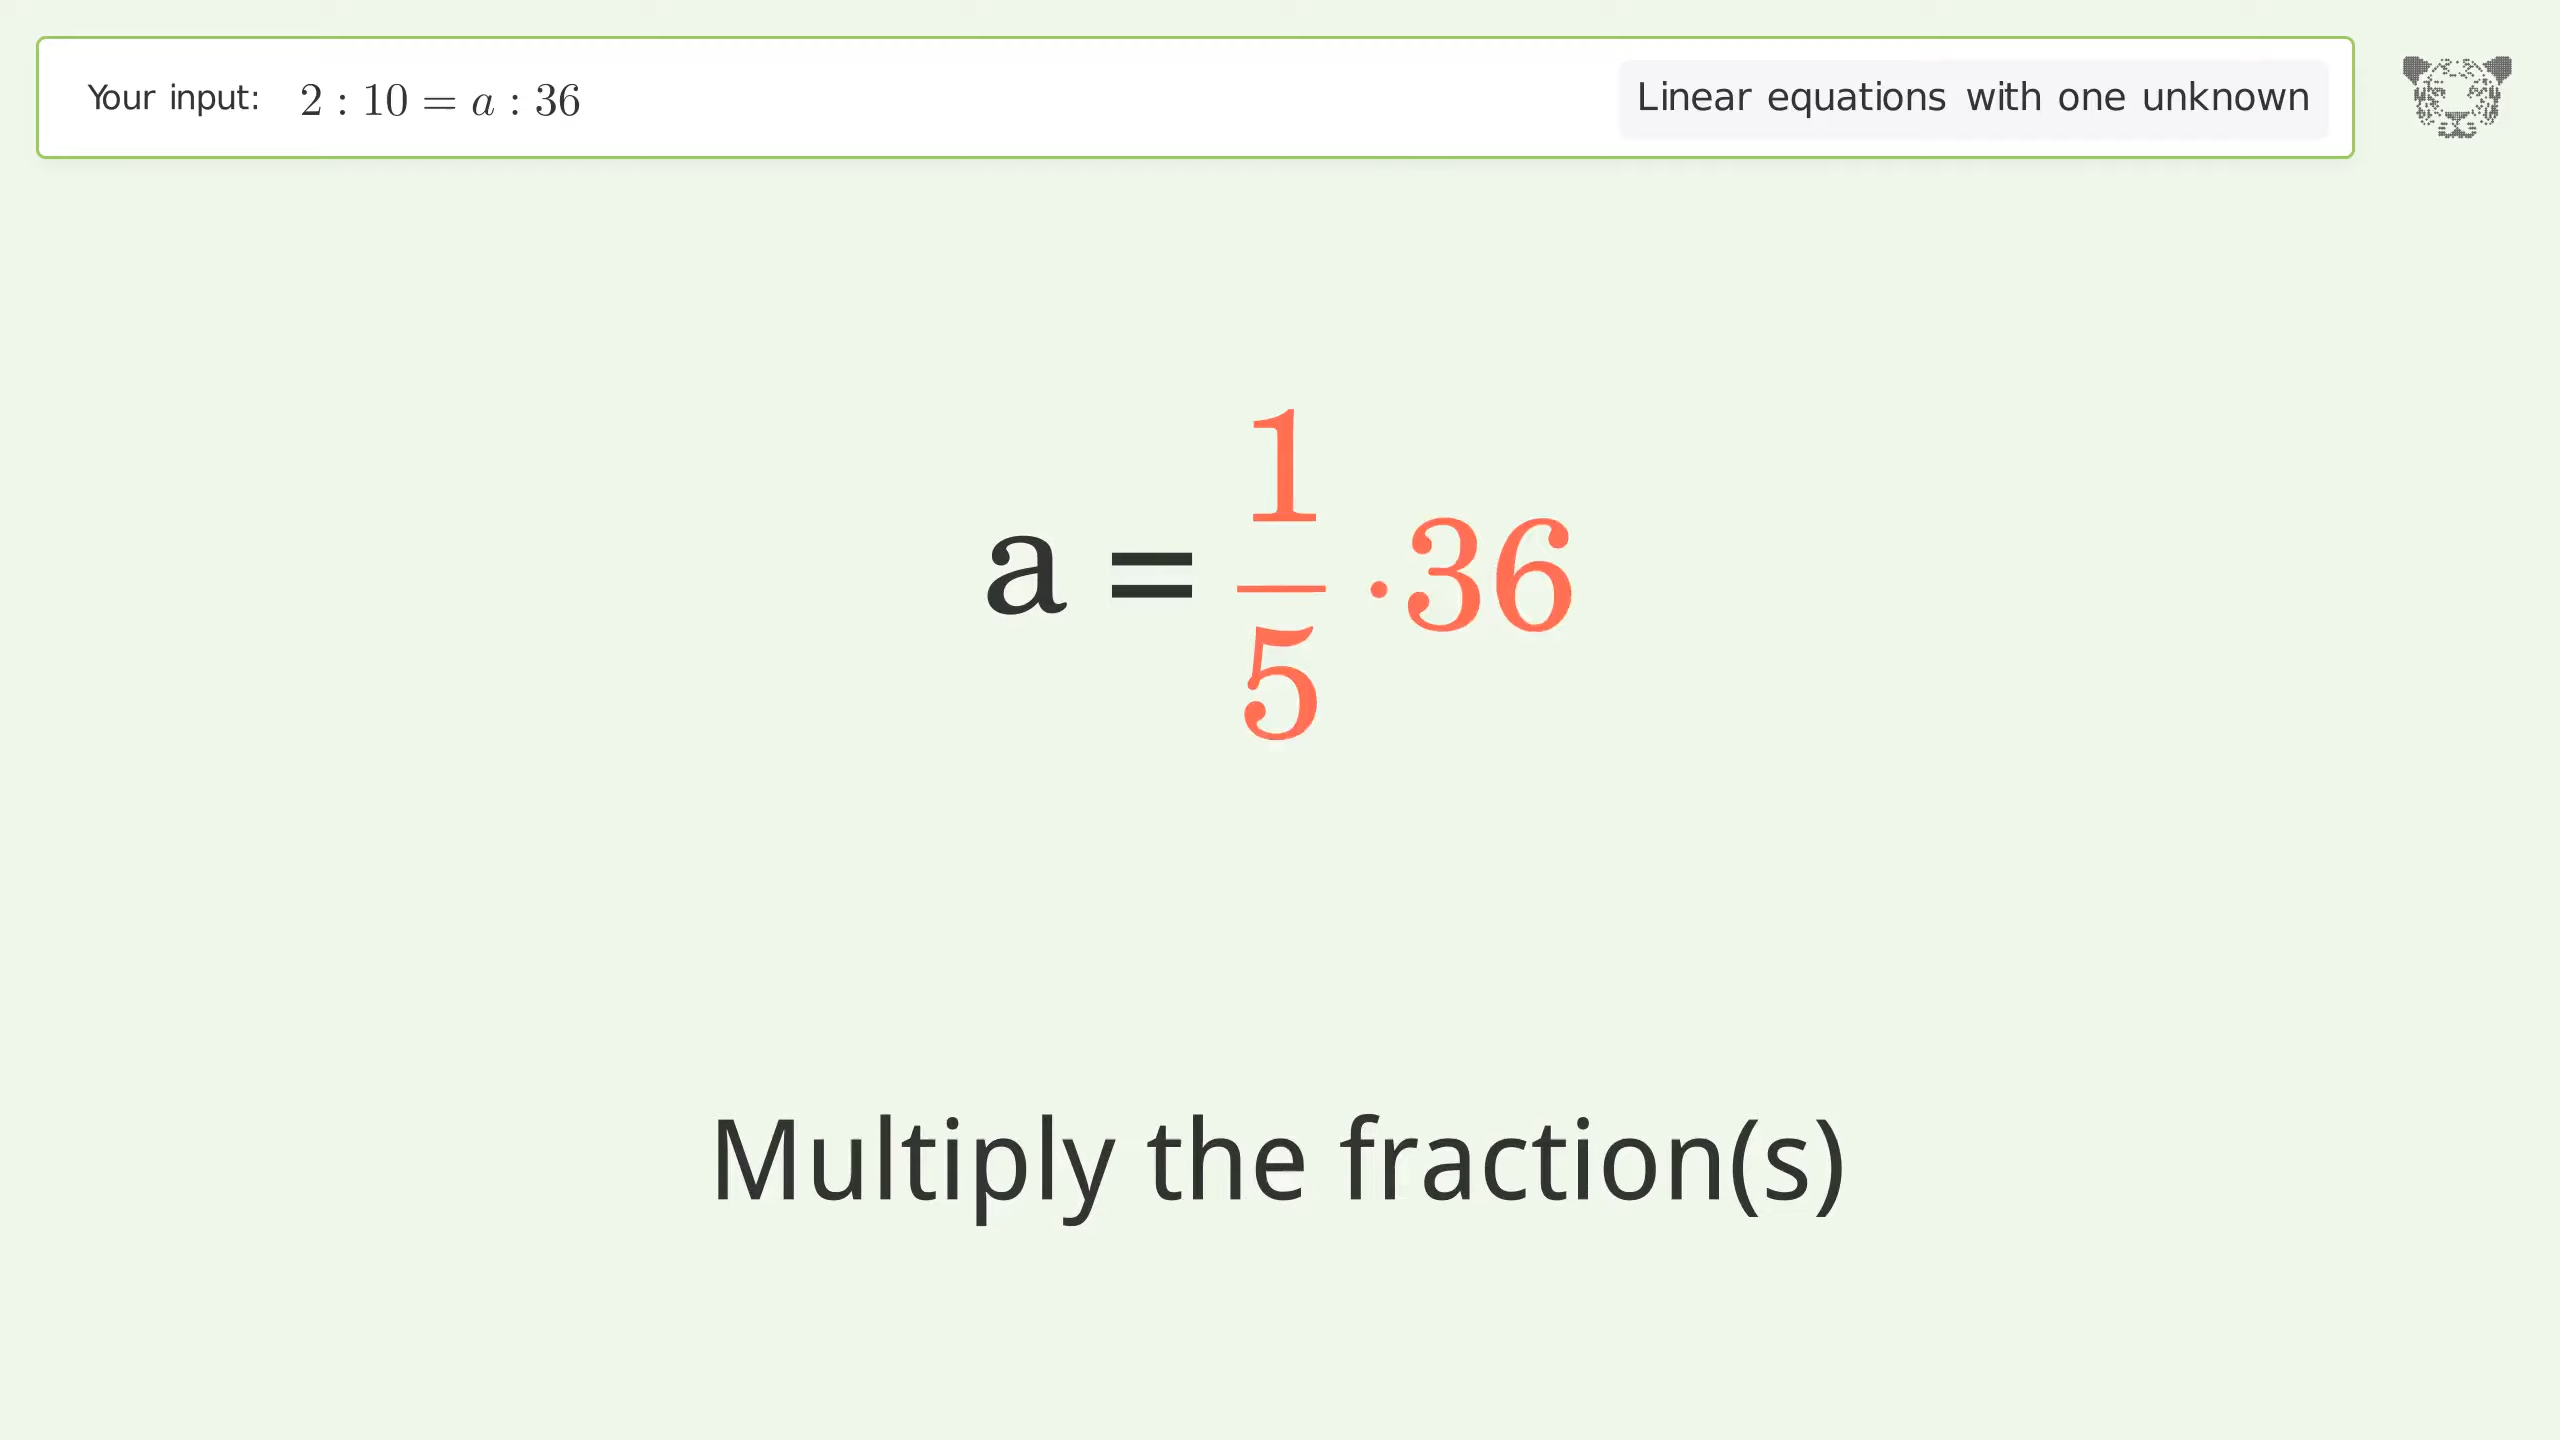 Your input: 2 : 10 = a : 36
Linear equations with one unknown
a = 1/5 · 36
Multiply the fraction(s)